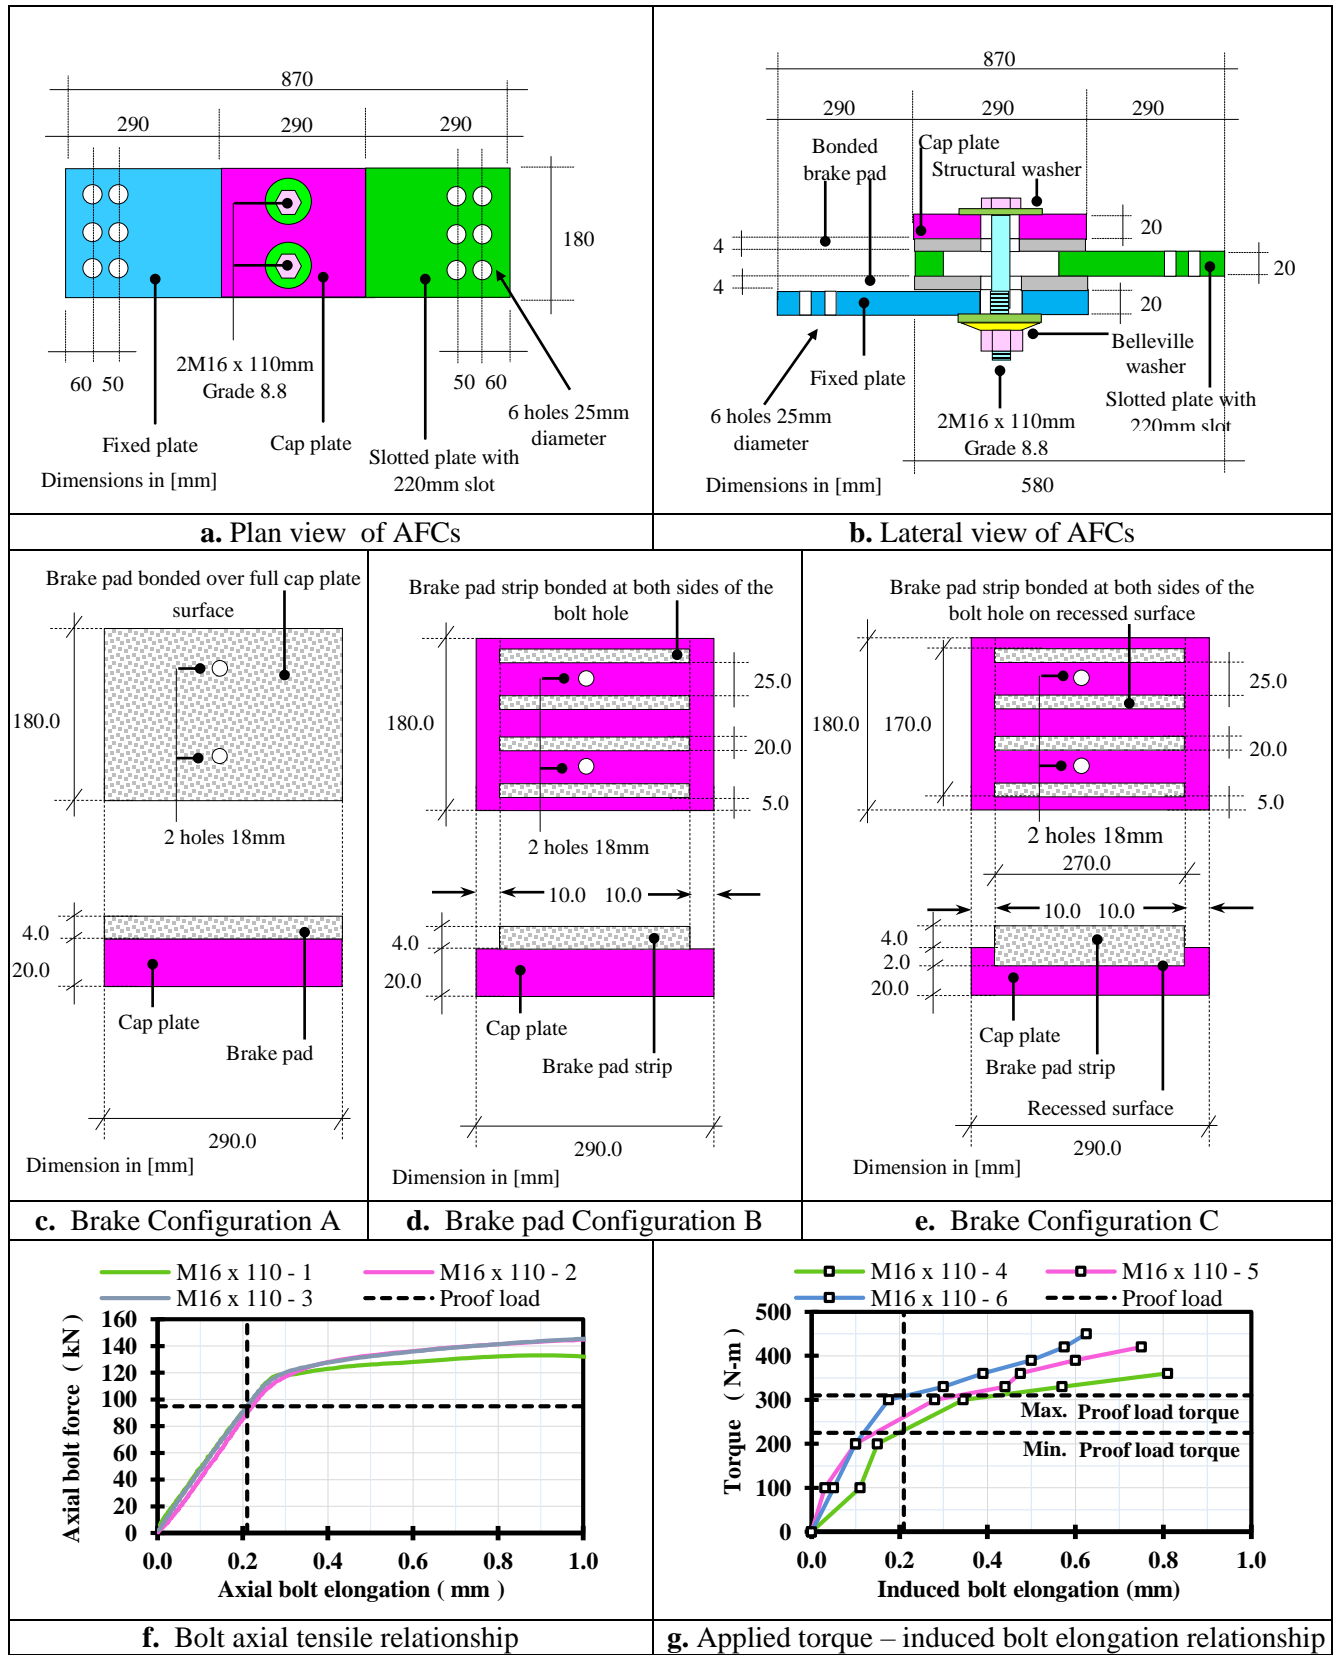 870
290
290
290
180
60
50
2M16 x 110mm
Grade 8.8
50
60
6 holes 25mm
diameter
Fixed plate
Cap plate
Slotted plate with
220mm slot
Dimensions in [mm]
a. Plan view of AFCs
870
290
290
290
Bonded
brake pad
Cap plate
Structural washer
4
20
20
4
20
Belleville
washer
Fixed plate
6 holes 25mm
diameter
2M16 x 110mm
Grade 8.8
Slotted plate with
220mm slot
Dimensions in [mm]
580
b. Lateral view of AFCs
Brake pad bonded over full cap plate
surface
180.0
2 holes 18mm
4.0
20.0
Cap plate
Brake pad
290.0
Dimension in [mm]
c. Brake Configuration A
Brake pad strip bonded at both sides of the
bolt hole
25.0
180.0
20.0
5.0
2 holes 18mm
10.0
10.0
4.0
20.0
Cap plate
Brake pad strip
290.0
Dimension in [mm]
d. Brake pad Configuration B
Brake pad strip bonded at both sides of the
bolt hole on recessed surface
25.0
180.0
170.0
20.0
5.0
2 holes 18mm
270.0
10.0
10.0
4.0
2.0
20.0
Cap plate
Brake pad strip
Recessed surface
290.0
Dimension in [mm]
e. Brake Configuration C
M16 x 110 - 1
M16 x 110 - 2
M16 x 110 - 3
Proof load
Axial bolt force ( kN )
160
140
120
100
80
60
40
20
0
0.0
0.2
0.4
0.6
0.8
1.0
Axial bolt elongation ( mm )
f. Bolt axial tensile relationship
M16 x 110 - 4
M16 x 110 - 5
M16 x 110 - 6
Proof load
Torque ( N-m )
500
400
300
200
100
0
Max. Proof load torque
Min. Proof load torque
0.0
0.2
0.4
0.6
0.8
1.0
Induced bolt elongation (mm)
g. Applied torque – induced bolt elongation relationship